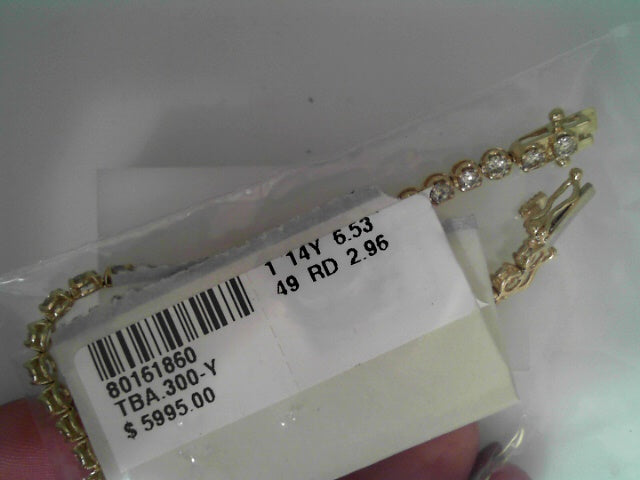 1 14Y 6.53
49 RD 2.96
80161860
TBA.300-Y
$ 5995.00